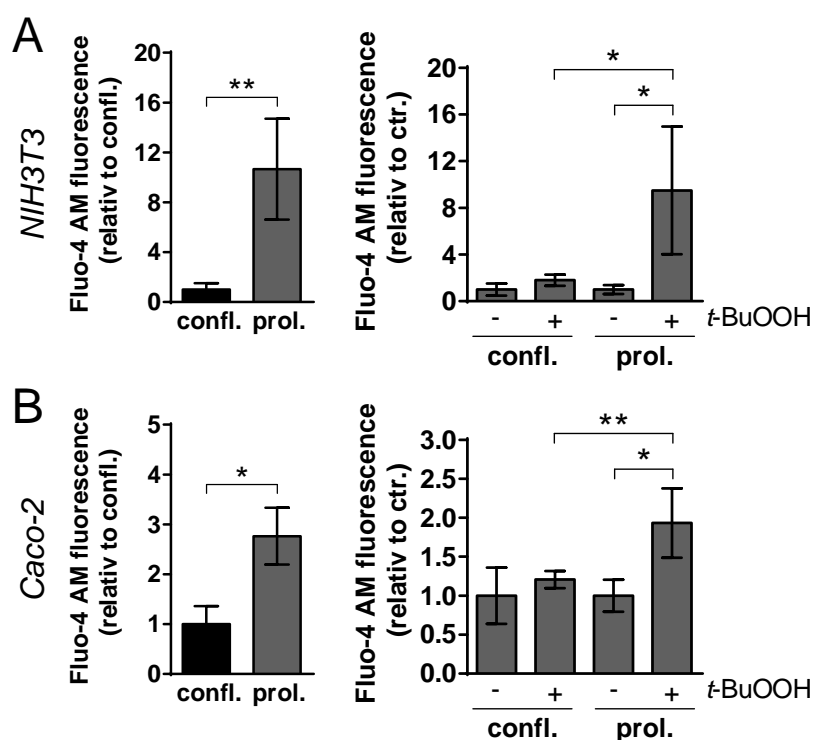 A
NIH3T3
Fluo-4 AM fluorescence
(relativ to confl.)
20
16
12
8
4
0
**
confl. prol.
Fluo-4 AM fluorescence
(relativ to ctr.)
20
16
12
8
4
0
*
*
- + - + t-BuOOH
confl. prol.
B
Caco-2
Fluo-4 AM fluorescence
(relativ to confl.)
5
4
3
2
1
0
*
confl. prol.
Fluo-4 AM fluorescence
(relativ to ctr.)
3.0
2.5
2.0
1.5
1.0
0.5
0.0
**
*
- + - + t-BuOOH
confl. prol.